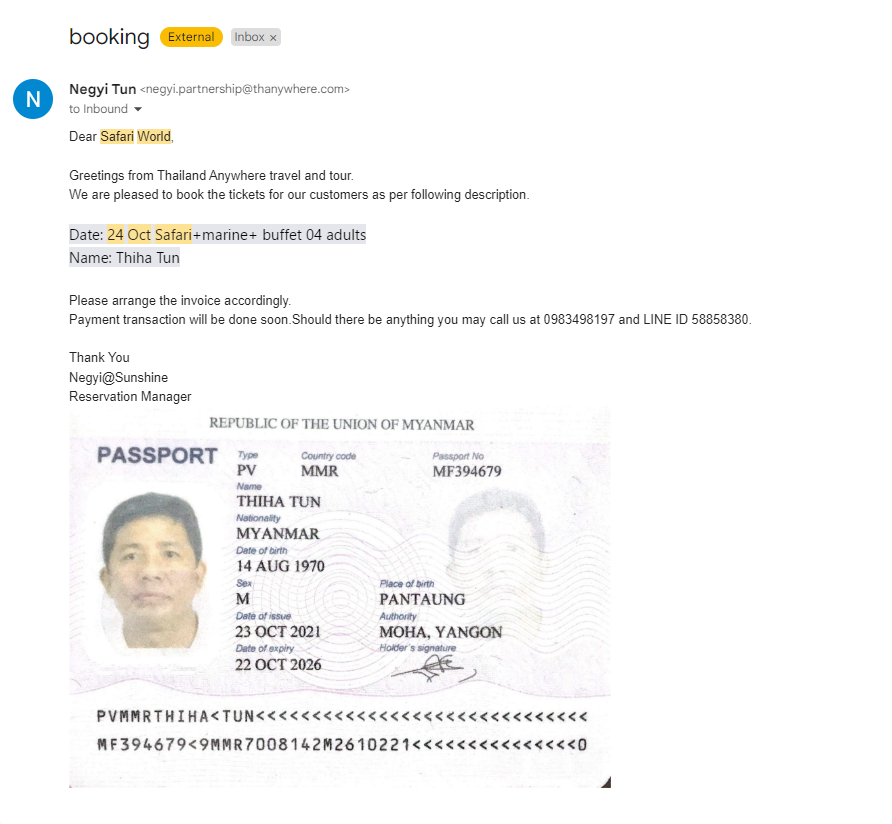 booking External Inbox ×
N
Negyi Tun <negyi.partnership@thanywhere.com>
to Inbound
Dear Safari World,
Greetings from Thailand Anywhere travel and tour.
We are pleased to book the tickets for our customers as per following description.
Date: 24 Oct Safari+marine+ buffet 04 adults
Name: Thiha Tun
Please arrange the invoice accordingly.
Payment transaction will be done soon.Should there be anything you may call us at 0983498197 and LINE ID 58858380.
Thank You
Negyi@Sunshine
Reservation Manager
REPUBLIC OF THE UNION OF MYANMAR
PASSPORT
Type Country code Passport No
PV MMR MF394679
Name
THIHA TUN
Nationality
MYANMAR
Date of birth
14 AUG 1970
Sex Place of birth
M PANTAUNG
Date of issue Authority
23 OCT 2021 MOHA, YANGON
Date of expiry Holder's signature
22 OCT 2026
PVMMRTHIHA<TUN<<<<<<<<<<<<<<<<<<<<<<<<<<<<<<
MF394679<9MMR7008142M2610221<<<<<<<<<<<<<<<0